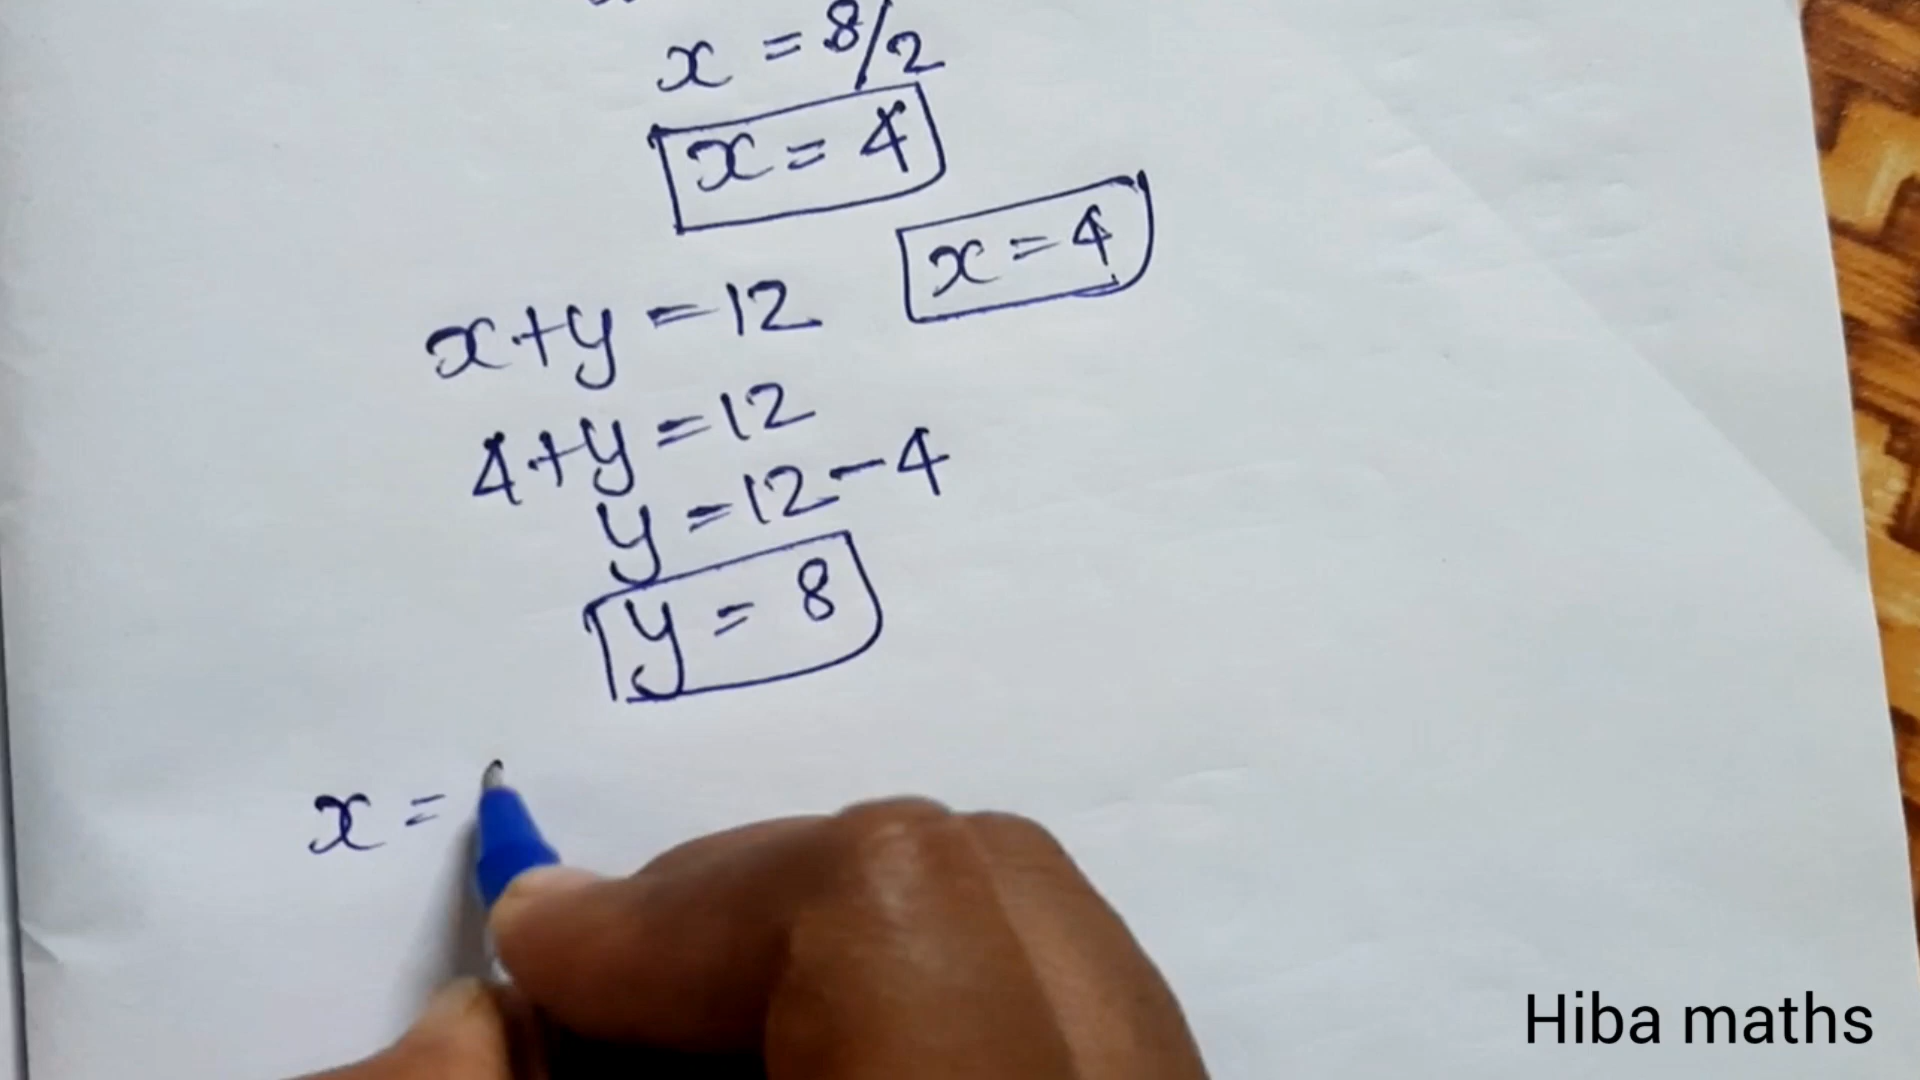 x = 8/2
x = 4
x = 4
x+y = 12
4+y = 12
y = 12-4
y = 8
x =
Hiba maths